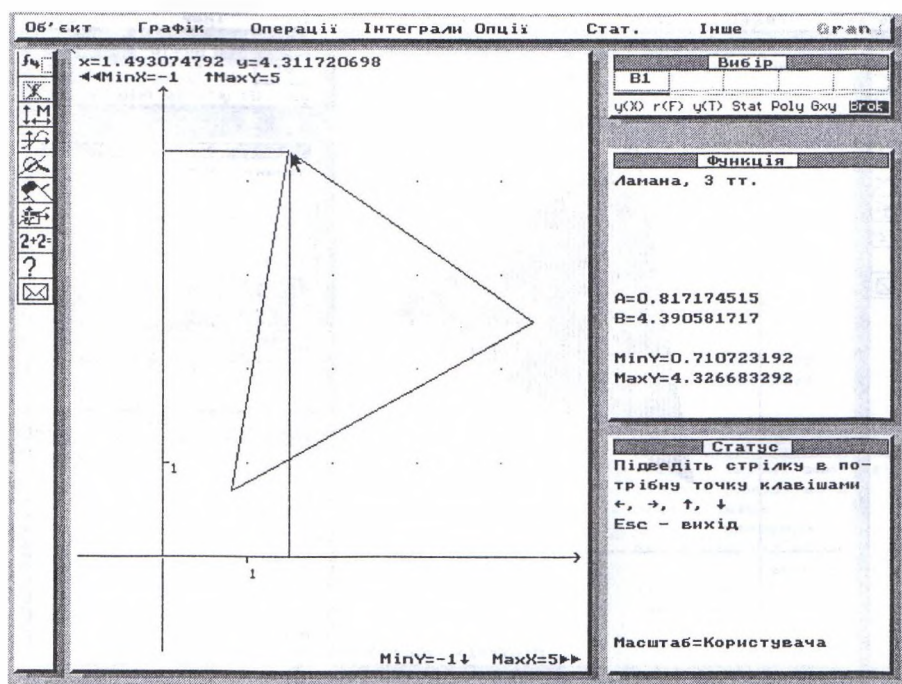 Об'єкт Графік Операції Інтеграли Опції Стат. Інше Gran
x=1.493074792 y=4.311720698
◄◄MinX=-1 ↑MaxY=5
2+2=
?
1
1
MinY=-1↓ MaxX=5►►
Вибір
B1
y(X) r(F) y(T) Stat Poly Gxy Brok
Функція
Ламана, 3 тт.
A=0.817174515
B=4.390581717
MinY=0.710723192
MaxY=4.326683292
Статус
Підведіть стрілку в по-
трібну точку клавішами
←, →, ↑, ↓
Esc - вихід
Масштаб=Користувача